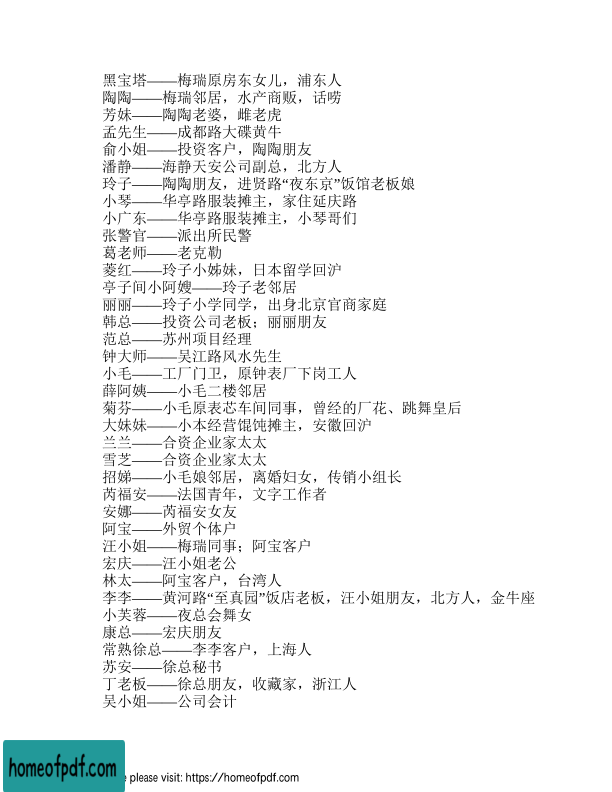 黑宝塔——梅瑞原房东女儿，浦东人
陶陶——梅瑞邻居，水产商贩，话唠
芳妹——陶陶老婆，雌老虎
孟先生——成都路大碟黄牛
俞小姐——投资客户，陶陶朋友
潘静——海静天安公司副总，北方人
玲子——陶陶朋友，进贤路“夜东京”饭馆老板娘
小琴——华亭路服装摊主，家住延庆路
小广东——华亭路服装摊主，小琴哥们
张警官——派出所民警
葛老师——老克勒
菱红——玲子小姊妹，日本留学回沪
亭子间小阿嫂——玲子老邻居
丽丽——玲子小学同学，出身北京官商家庭
韩总——投资公司老板；丽丽朋友
范总——苏州项目经理
钟大师——吴江路风水先生
小毛——工厂门卫，原钟表厂下岗工人
薛阿姨——小毛二楼邻居
菊芬——小毛原表芯车间同事，曾经的厂花、跳舞皇后
大妹妹——小本经营馄饨摊主，安徽回沪
兰兰——合资企业家太太
雪芝——合资企业家太太
招娣——小毛娘邻居，离婚妇女，传销小组长
芮福安——法国青年，文字工作者
安娜——芮福安女友
阿宝——外贸个体户
汪小姐——梅瑞同事；阿宝客户
宏庆——汪小姐老公
林太——阿宝客户，台湾人
李李——黄河路“至真园”饭店老板，汪小姐朋友，北方人，金牛座
小芙蓉——夜总会舞女
康总——宏庆朋友
常熟徐总——李李客户，上海人
苏安——徐总秘书
丁老板——徐总朋友，收藏家，浙江人
吴小姐——公司会计
homeofpdf.com
e please visit: https://homeofpdf.com